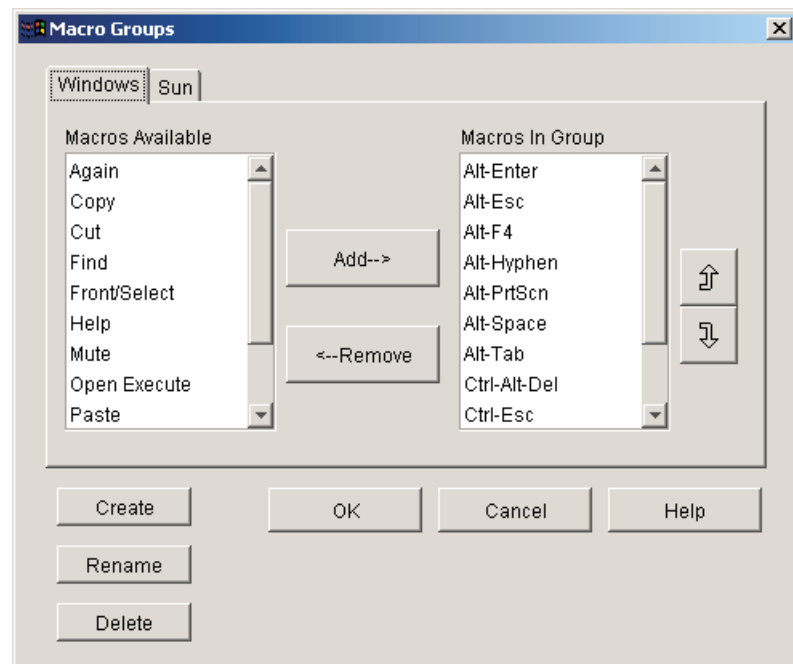 Macro Groups
Windows
Sun
Macros Available
Again
Copy
Cut
Find
Front/Select
Help
Mute
Open Execute
Paste
Add-->
<--Remove
Macros In Group
Alt-Enter
Alt-Esc
Alt-F4
Alt-Hyphen
Alt-PrtScn
Alt-Space
Alt-Tab
Ctrl-Alt-Del
Ctrl-Esc
Create
OK
Cancel
Help
Rename
Delete